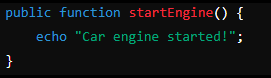 public function startEngine() {
    echo "Car engine started!";
}